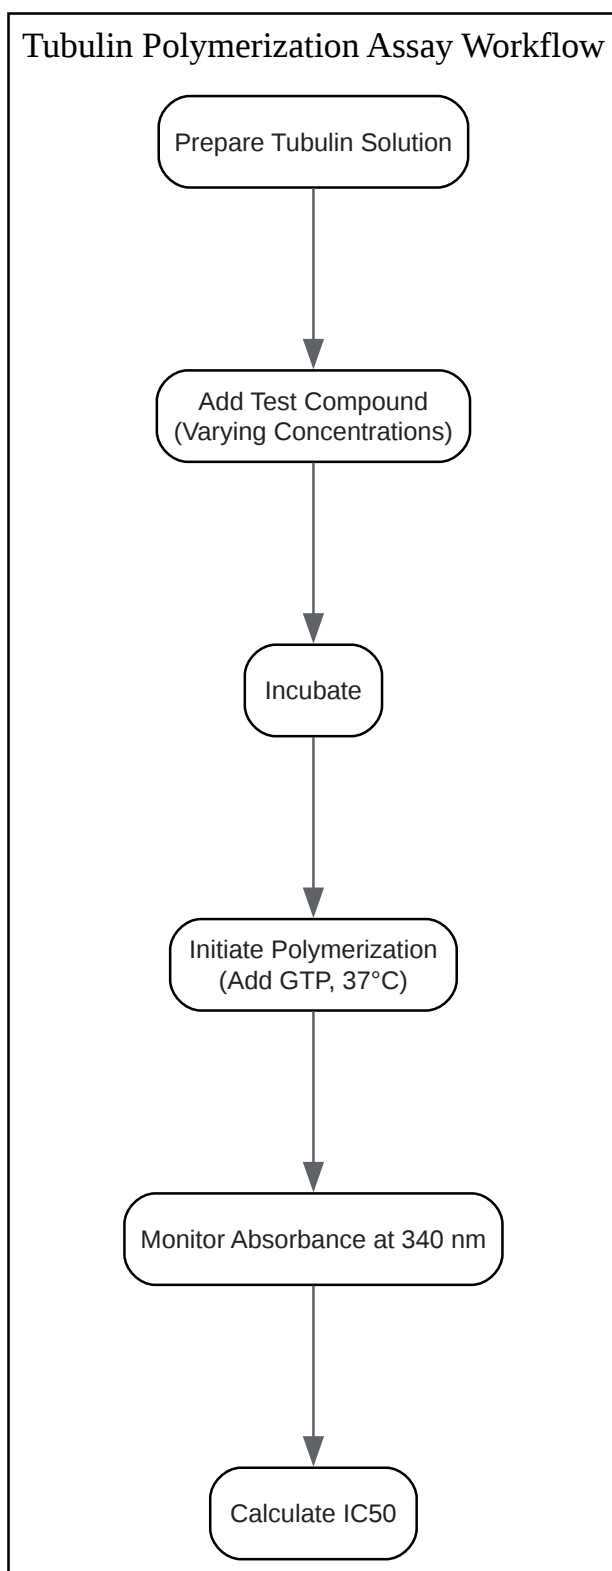 Tubulin Polymerization Assay Workflow
Prepare Tubulin Solution
Add Test Compound
(Varying Concentrations)
Incubate
Initiate Polymerization
(Add GTP, 37°C)
Monitor Absorbance at 340 nm
Calculate IC50